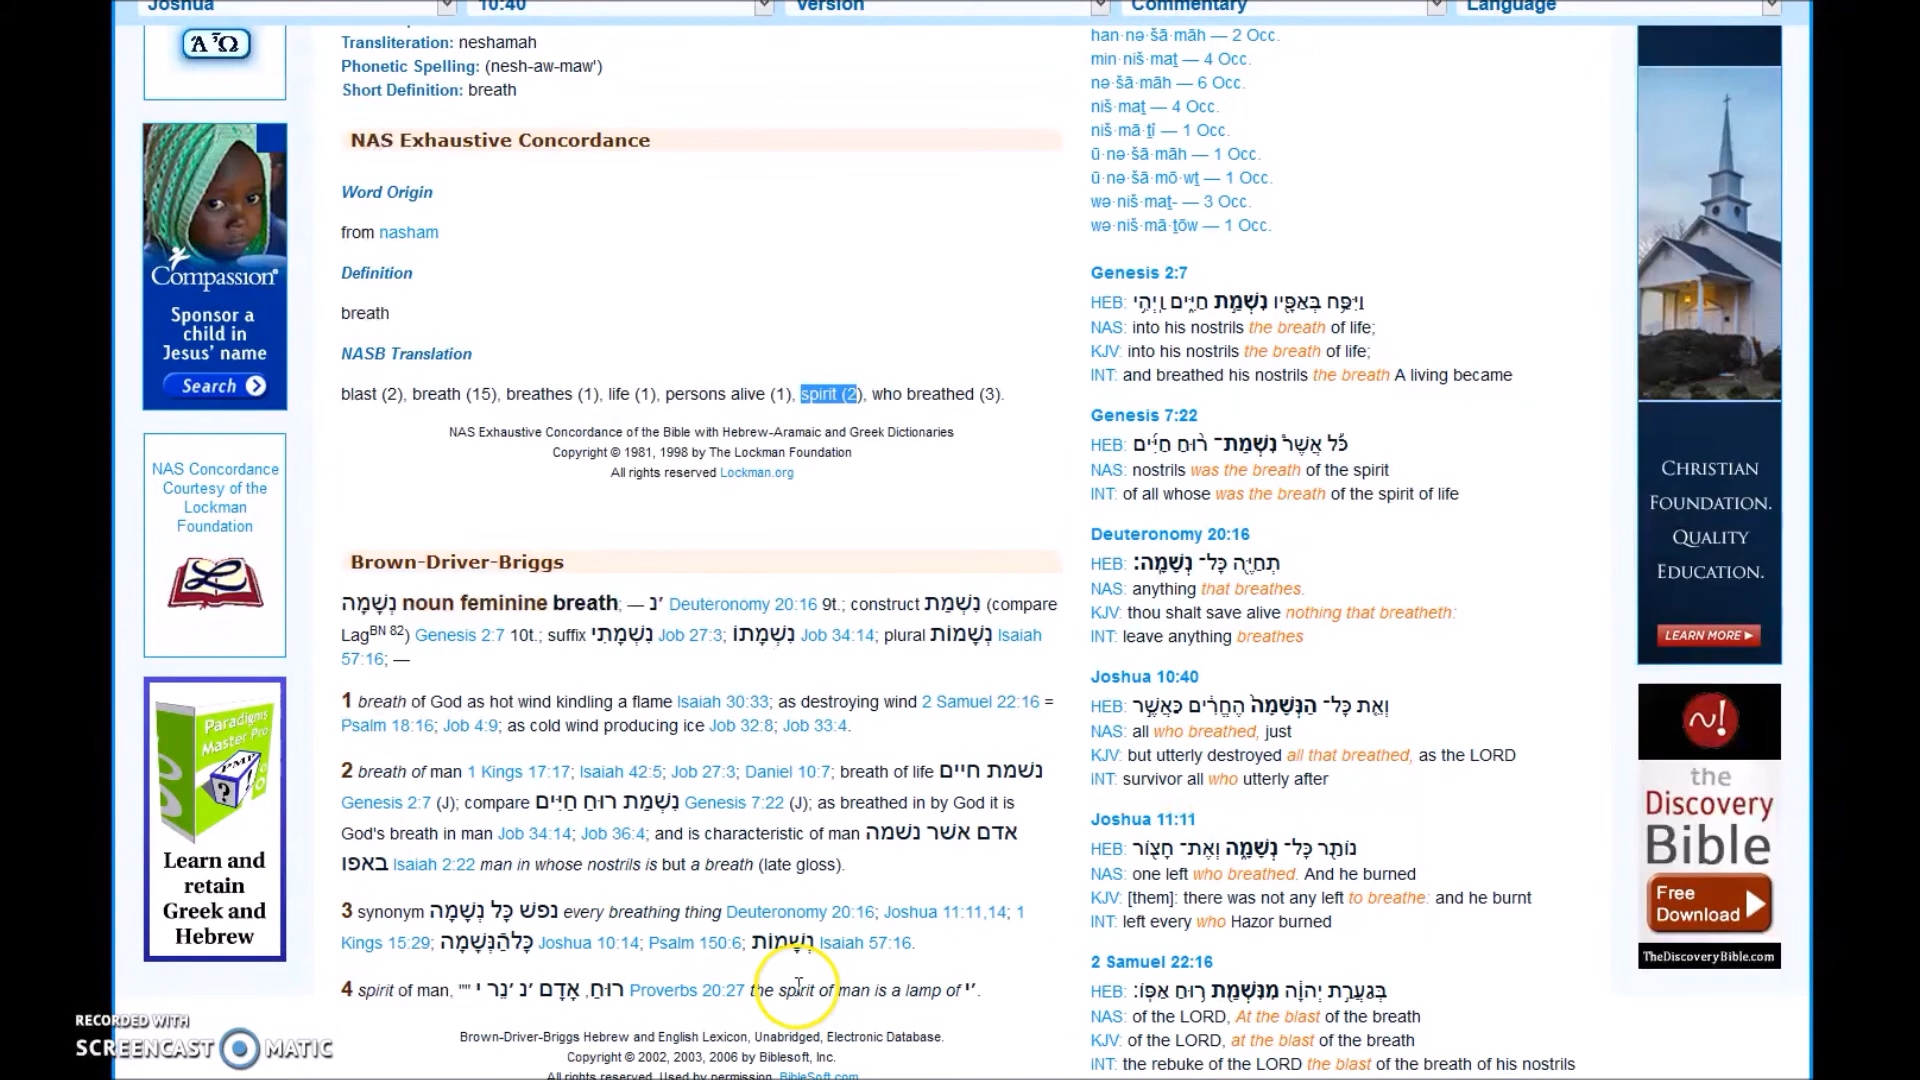 Joshua
10:40
Version
Commentary
Language
ἈΩ
Transliteration: neshamah
Phonetic Spelling: (nesh-aw-maw')
Short Definition: breath
NAS Exhaustive Concordance
Word Origin
from nasham
Definition
breath
NASB Translation
blast (2), breath (15), breathes (1), life (1), persons alive (1), spirit (2), who breathed (3).
NAS Exhaustive Concordance of the Bible with Hebrew-Aramaic and Greek Dictionaries
Copyright © 1981, 1998 by The Lockman Foundation
All rights reserved Lockman.org
Brown-Driver-Briggs
נְשָׁמָה noun feminine breath; — ׳נ Deuteronomy 20:16 9t.; construct נִשְׁמַת (compare
Lag BN 82) Genesis 2:7 10t.; suffix נִשְׁמָתִי Job 27:3; נִשְׁמָתוֺ Job 34:14; plural נְשָׁמוֺת Isaiah
57:16; —
1 breath of God as hot wind kindling a flame Isaiah 30:33; as destroying wind 2 Samuel 22:16 =
Psalm 18:16; Job 4:9; as cold wind producing ice Job 32:8; Job 33:4.
2 breath of man 1 Kings 17:17; Isaiah 42:5; Job 27:3; Daniel 10:7; breath of life נשמת חיים
Genesis 2:7 (J); compare נִשְׁמַת רוּחַ חַיִּים Genesis 7:22 (J); as breathed in by God it is
God's breath in man Job 34:14; Job 36:4; and is characteristic of man אדם אשׁר נשׁמה
באפו Isaiah 2:22 man in whose nostrils is but a breath (late gloss).
3 synonym נפשׁ כָּל נְשָׁמָה every breathing thing Deuteronomy 20:16; Joshua 11:11,14; 1
Kings 15:29; כָּלהַֿנְּשָׁמָה Joshua 10:14; Psalm 150:6; נְשָׁמוֺת Isaiah 57:16.
4 spirit of man, "" רוּחַ, אָדָם ׳נ ׳נֵר י Proverbs 20:27 the spirit of man is a lamp of ׳י.
Brown-Driver-Briggs Hebrew and English Lexicon, Unabridged, Electronic Database.
Copyright © 2002, 2003, 2006 by Biblesoft, Inc.
All rights reserved. Used by permission. BibleSoft.com
han·nə·šā·māh — 2 Occ.
min·niš·maṯ — 4 Occ.
nə·šā·māh — 6 Occ.
niš·maṯ — 4 Occ.
niš·mā·ṯî — 1 Occ.
ū·nə·šā·māh — 1 Occ.
ū·nə·šā·mō·wṯ — 1 Occ.
wə·niš·maṯ- — 3 Occ.
wə·niš·mā·ṯōw — 1 Occ.
Genesis 2:7
HEB: וַיִּפַּ֥ח בְּאַפָּ֖יו נִשְׁמַ֣ת חַיִּ֑ים וַֽיְהִ֥י
NAS: into his nostrils the breath of life;
KJV: into his nostrils the breath of life;
INT: and breathed his nostrils the breath A living became
Genesis 7:22
HEB: כֹּ֡ל אֲשֶׁר֩ נִשְׁמַת־ ר֨וּחַ חַיִּ֜ים
NAS: nostrils was the breath of the spirit
INT: of all whose was the breath of the spirit of life
Deuteronomy 20:16
HEB: תְחַיֶּ֖ה כָּל־ נְשָׁמָֽה׃
NAS: anything that breathes.
KJV: thou shalt save alive nothing that breatheth:
INT: leave anything breathes
Joshua 10:40
HEB: וְאֵ֤ת כָּל־ הַנְּשָׁמָה֙ הֶחֱרִ֔ים כַּאֲשֶׁ֣ר
NAS: all who breathed, just
KJV: but utterly destroyed all that breathed, as the LORD
INT: survivor all who utterly after
Joshua 11:11
HEB: נוֹתַ֖ר כָּל־ נְשָׁמָ֑ה וְאֶת־ חָצ֖וֹר
NAS: one left who breathed. And he burned
KJV: [them]: there was not any left to breathe: and he burnt
INT: left every who Hazor burned
2 Samuel 22:16
HEB: בְּגַעֲרַ֣ת יְהוָ֔ה מִנִּשְׁמַ֖ת ר֥וּחַ אַפּֽוֹ׃
NAS: of the LORD, At the blast of the breath
KJV: of the LORD, at the blast of the breath
INT: the rebuke of the LORD the blast of the breath of his nostrils
Compassion®
Sponsor a
child in
Jesus' name
Search
NAS Concordance
Courtesy of the
Lockman
Foundation
Paradigms
Master Pro
PMP
?
Learn and
retain
Greek and
Hebrew
CHRISTIAN
FOUNDATION.
QUALITY
EDUCATION.
LEARN MORE
the
Discovery
Bible
Free
Download
TheDiscoveryBible.com
RECORDED WITH
SCREENCAST MATIC